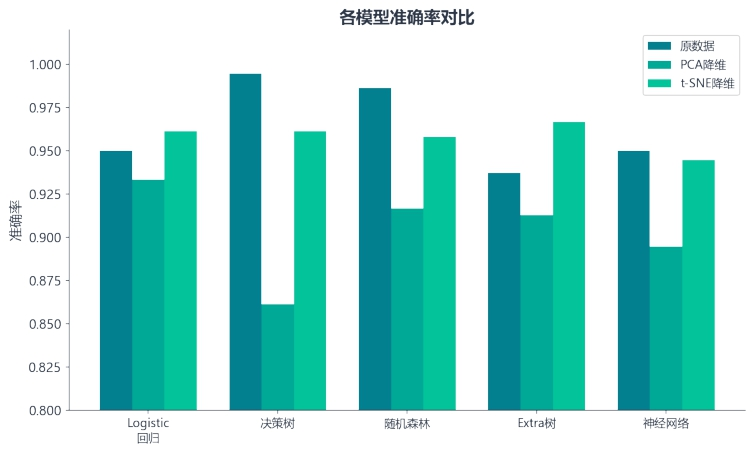 各模型准确率对比
原数据
PCA降维
t-SNE降维
准确率
1.000
0.975
0.950
0.925
0.900
0.875
0.850
0.825
0.800
Logistic
回归
决策树
随机森林
Extra树
神经网络